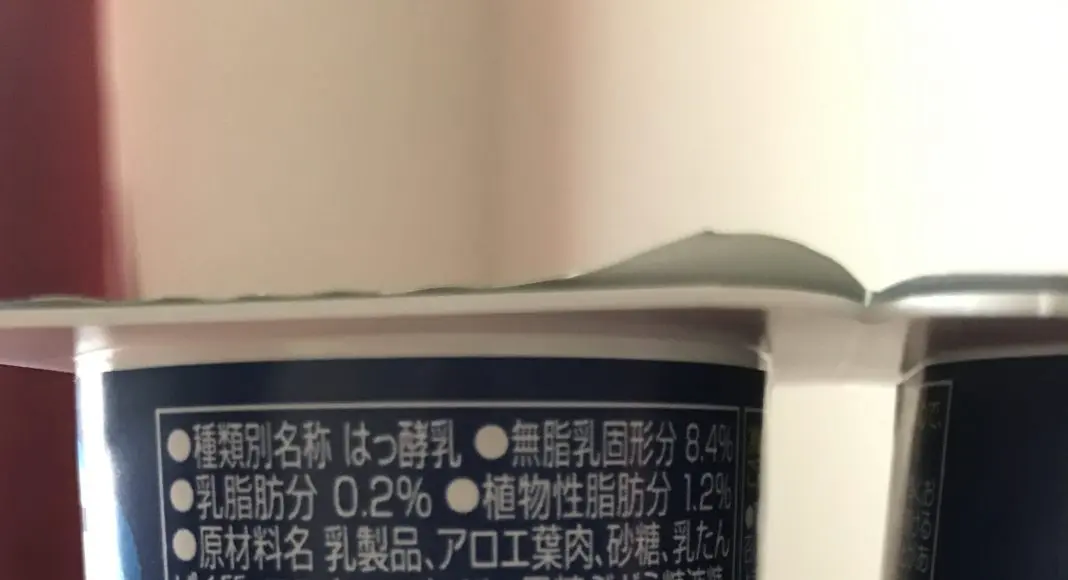 ●種類別名称 はっ酵乳 ●無脂乳固形分 8.4%
●乳脂肪分 0.2% ●植物性脂肪分 1.2%
●原材料名 乳製品、アロエ葉肉、砂糖、乳たん